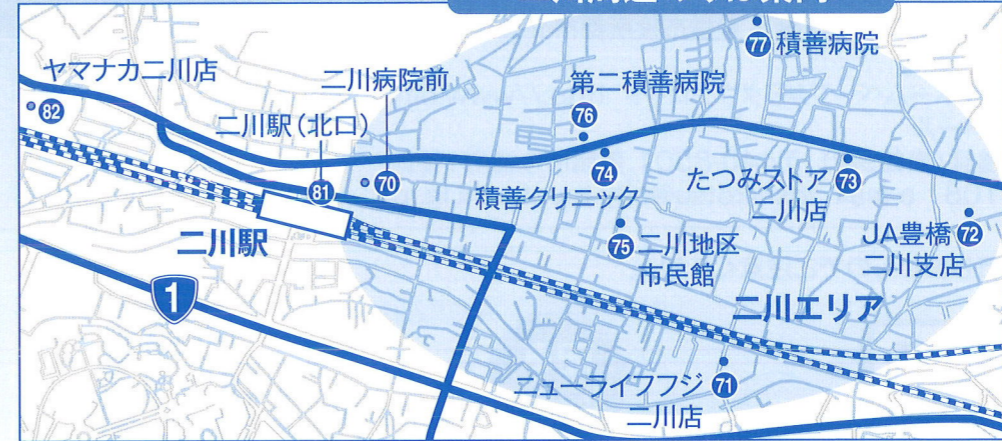 77 積善病院
ヤマナカ二川店
82
二川病院前
二川駅(北口)
81
70
第二積善病院
76
74
積善クリニック
たつみストア 73
二川店
75 二川地区
市民館
JA豊橋 72
二川支店
二川駅
二川エリア
1
ニューライフフジ 71
二川店